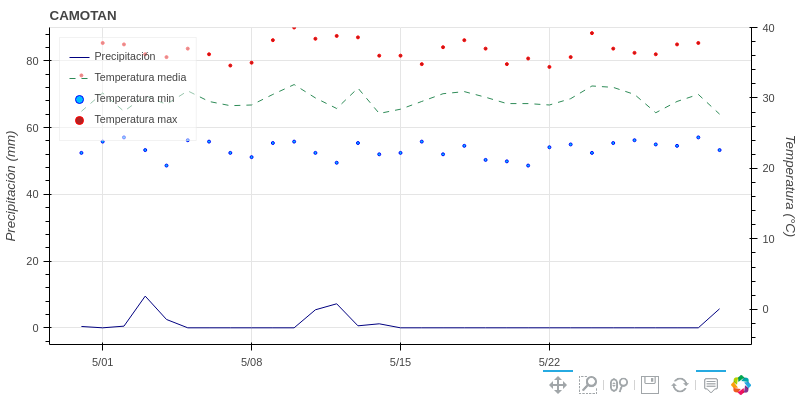 CAMOTAN
Precipitación
Temperatura media
Temperatura min
Temperatura max
80
60
40
20
0
Precipitación (mm)
40
30
20
10
0
Temperatura (°C)
5/01
5/08
5/15
5/22